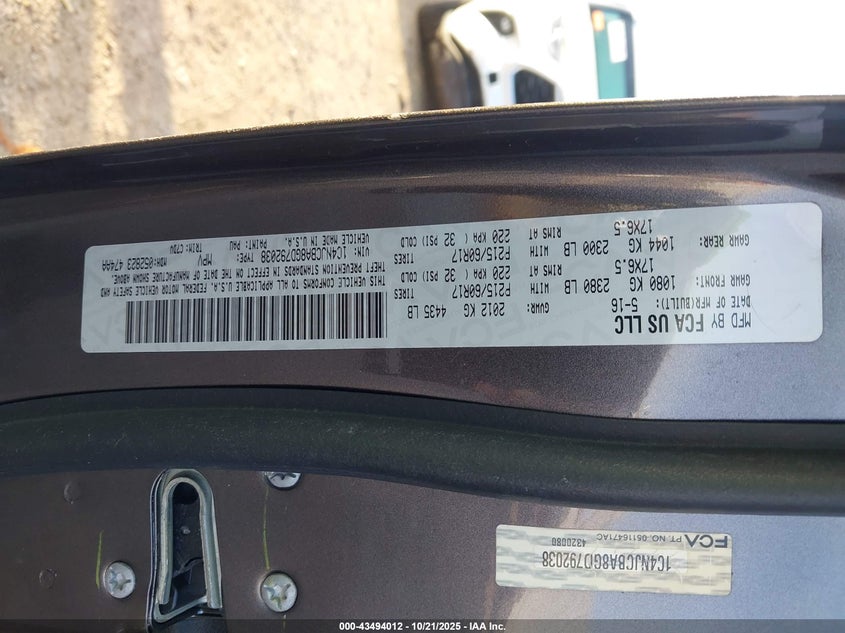 MFD BY FCA US LLC
DATE OF MFR(BUILT): 5-16
GVWR: 2012 KG 4435 LB
GAWR FRONT: 1080 KG 2380 LB WITH P215/60R17 TIRES
17X6.5 RIMS AT 220 KPA ( 32 PSI) COLD
GAWR REAR: 1044 KG 2300 LB WITH P215/60R17 TIRES
17X6.5 RIMS AT 220 KPA ( 32 PSI) COLD
THIS VEHICLE CONFORMS TO ALL APPLICABLE U.S.A. FEDERAL MOTOR VEHICLE SAFETY AND
THEFT PREVENTION STANDARDS IN EFFECT ON THE DATE OF MANUFACTURE SHOWN ABOVE.
VIN: 1C4NJCBA8GD792038 TYPE: MPV MDH:052823 474AA
VEHICLE MADE IN U.S.A. PAINT: PAU TRIM: C7DV
FCA PT. NO. 05116471AC
4320080
1C4NJCBA8GD792038
000-43494012 - 10/21/2025 - IAA Inc.